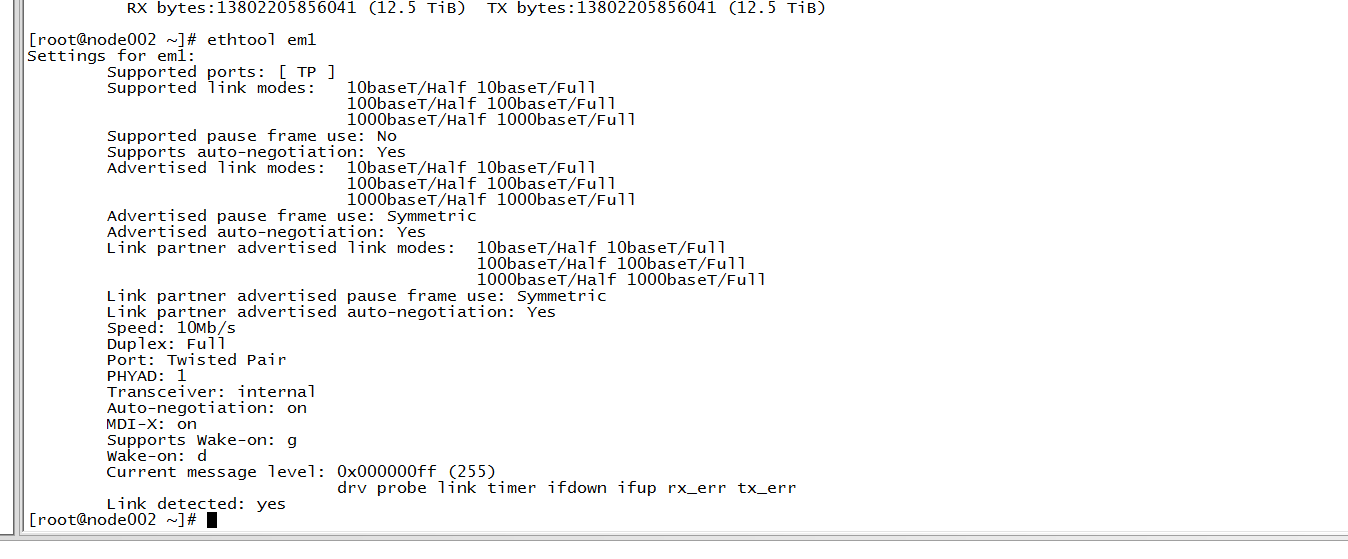 RX bytes:13802205856041 (12.5 TiB)  TX bytes:13802205856041 (12.5 TiB)
[root@node002 ~]# ethtool em1
Settings for em1:
Supported ports: [ TP ]
Supported link modes:   10baseT/Half 10baseT/Full
100baseT/Half 100baseT/Full
1000baseT/Half 1000baseT/Full
Supported pause frame use: No
Supports auto-negotiation: Yes
Advertised link modes:  10baseT/Half 10baseT/Full
100baseT/Half 100baseT/Full
1000baseT/Half 1000baseT/Full
Advertised pause frame use: Symmetric
Advertised auto-negotiation: Yes
Link partner advertised link modes:  10baseT/Half 10baseT/Full
100baseT/Half 100baseT/Full
1000baseT/Half 1000baseT/Full
Link partner advertised pause frame use: Symmetric
Link partner advertised auto-negotiation: Yes
Speed: 10Mb/s
Duplex: Full
Port: Twisted Pair
PHYAD: 1
Transceiver: internal
Auto-negotiation: on
MDI-X: on
Supports Wake-on: g
Wake-on: d
Current message level: 0x000000ff (255)
drv probe link timer ifdown ifup rx_err tx_err
Link detected: yes
[root@node002 ~]#